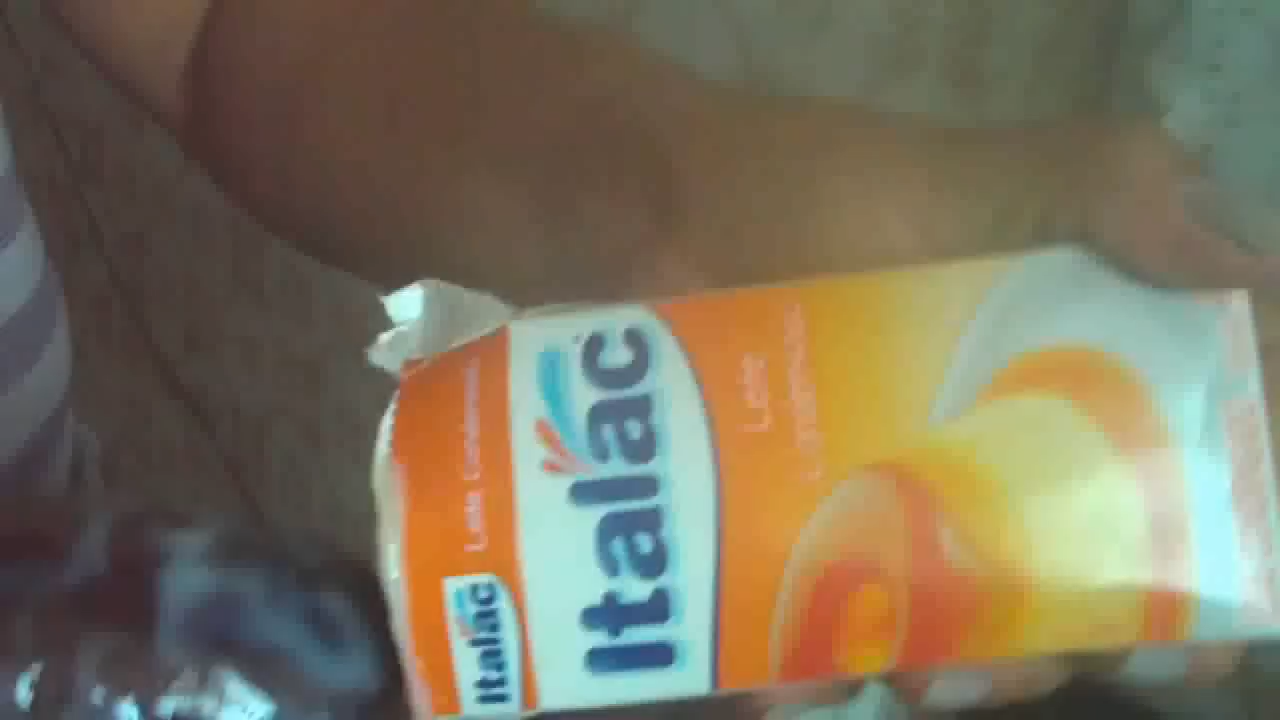 Italac
Leite Condensado
Italac
Leite
Condensado